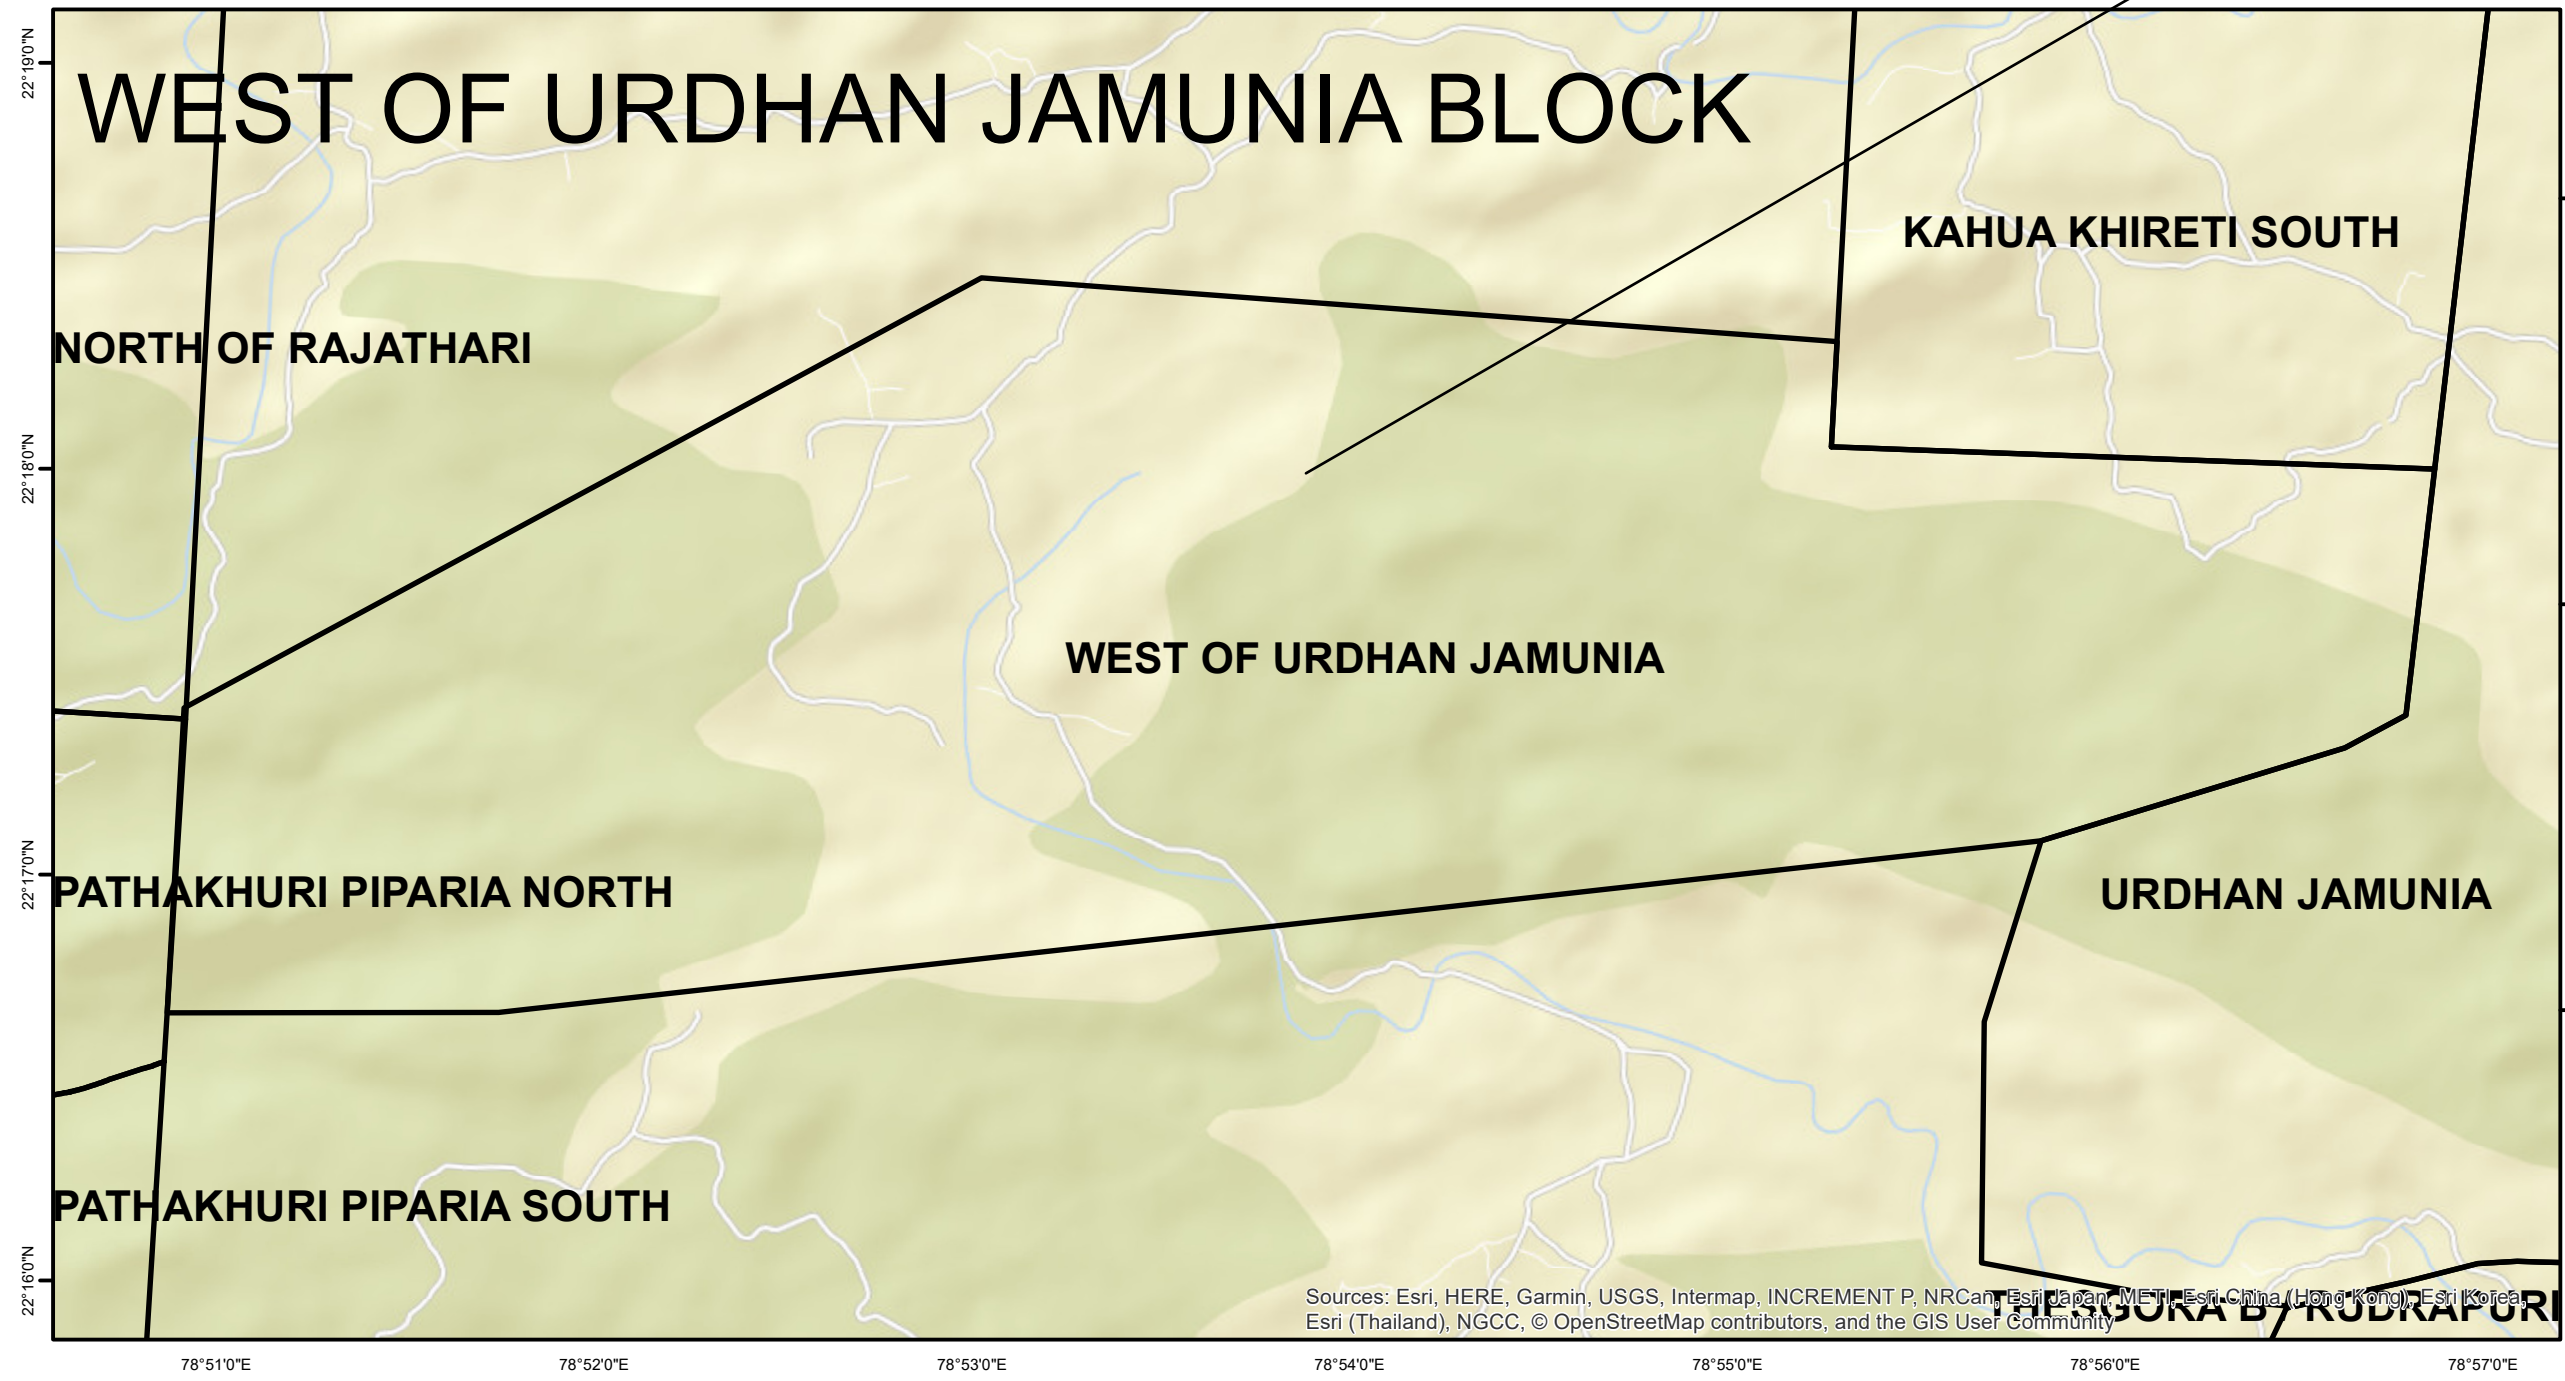 WEST OF URDHAN JAMUNIA BLOCK
22°19'0"N
KAHUA KHIRETI SOUTH
NORTH OF RAJATHARI
22°18'0"N
WEST OF URDHAN JAMUNIA
22°17'0"N
PATHAKHURI PIPARIA NORTH
URDHAN JAMUNIA
PATHAKHURI PIPARIA SOUTH
22°16'0"N
Sources: Esri, HERE, Garmin, USGS, Intermap, INCREMENT P, NRCan, Esri Japan, METI, Esri China (Hong Kong), Esri Korea,
Esri (Thailand), NGCC, © OpenStreetMap contributors, and the GIS User Community
THESGORA B / RUDRAPURI
78°51'0"E
78°52'0"E
78°53'0"E
78°54'0"E
78°55'0"E
78°56'0"E
78°57'0"E